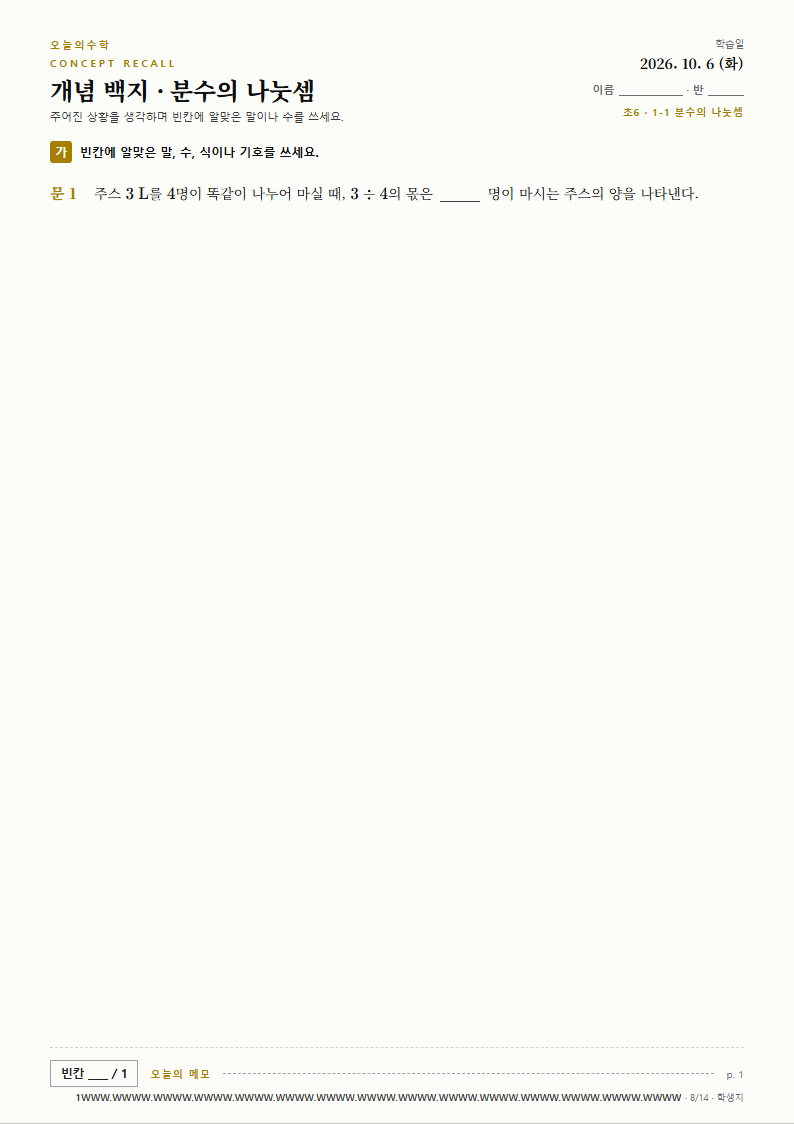 오늘의수학
CONCEPT RECALL
개념 백지 · 분수의 나눗셈
주어진 상황을 생각하며 빈칸에 알맞은 말이나 수를 쓰세요.
학습일
2026. 10. 6 (화)
이름 ________ · 반 _____
초6 · 1-1 분수의 나눗셈
가 빈칸에 알맞은 말, 수, 식이나 기호를 쓰세요.
문 1 주스 3 L를 4명이 똑같이 나누어 마실 때, 3 ÷ 4의 몫은 _____ 명이 마시는 주스의 양을 나타낸다.
빈칸 ___ / 1 오늘의 메모 p. 1
1WWW.WWWW.WWWW.WWWW.WWWW.WWWW.WWWW.WWWW.WWWW.WWWW.WWWW.WWWW.WWWW.WWWW.WWWW · 8/14 · 학생지